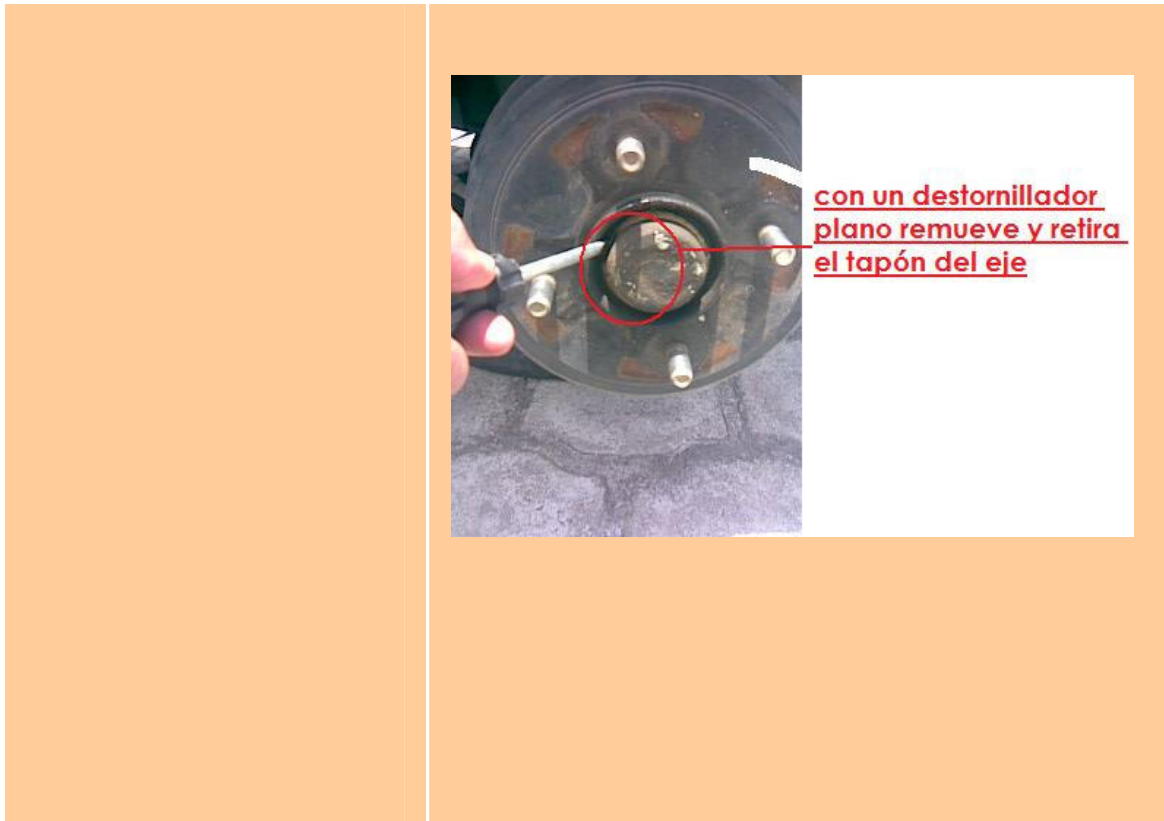 con un destornillador
plano remueve y retira
el tapón del eje